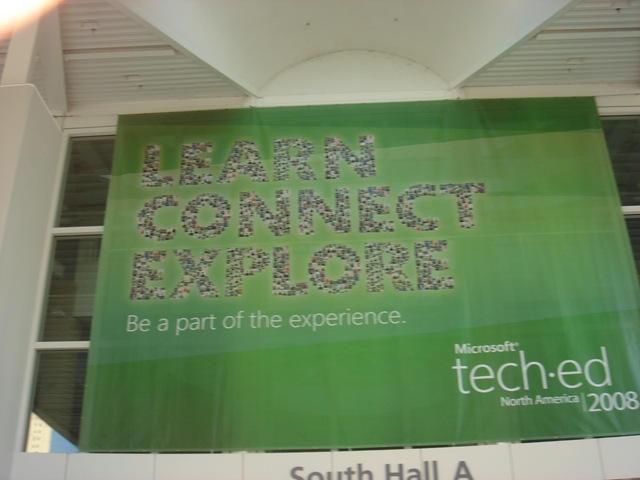 LEARN
CONNECT
EXPLORE
Be a part of the experience.
Microsoft®
tech·ed
North America | 2008
South Hall A